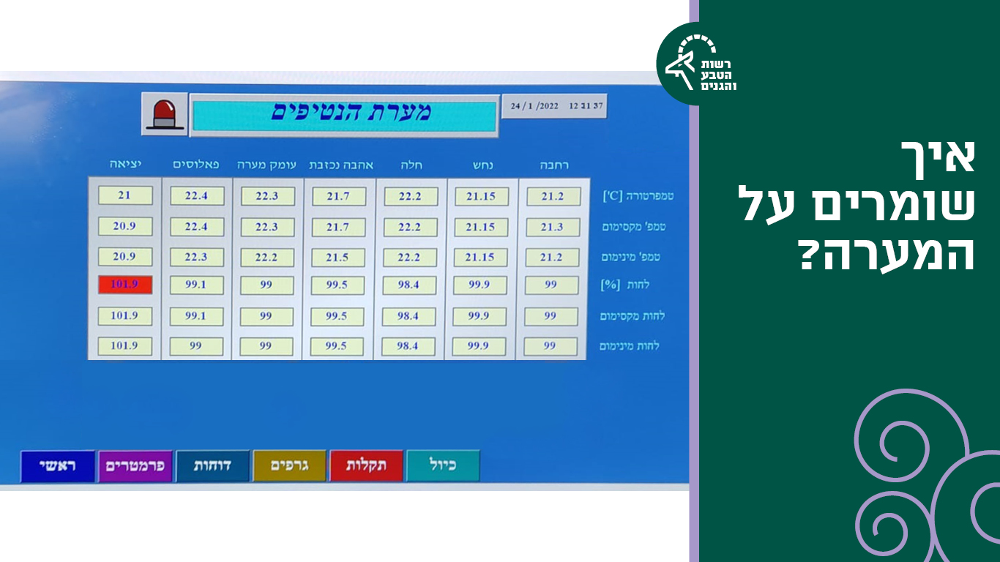 רשות
הטבע
והגנים
איך
שומרים על
המערה?
מערת הנטיפים
24 / 1 /2022 12 21 37
רחבה נחש חלה אהבה נכזבת עומק מערה פאלוסים יציאה
טמפרטורה [C'] 21.2 21.15 22.2 21.7 22.3 22.4 21
טמפ' מקסימום 21.3 21.15 22.2 21.7 22.3 22.4 20.9
טמפ' מינימום 21.2 21.15 22.2 21.5 22.2 22.3 20.9
לחות [%] 99 99.9 98.4 99.5 99 99.1 101.9
לחות מקסימום 99 99.9 98.4 99.5 99 99.1 101.9
לחות מינימום 99 99.9 98.4 99.5 99 99 101.9
כיול תקלות גרפים דוחות פרמטרים ראשי